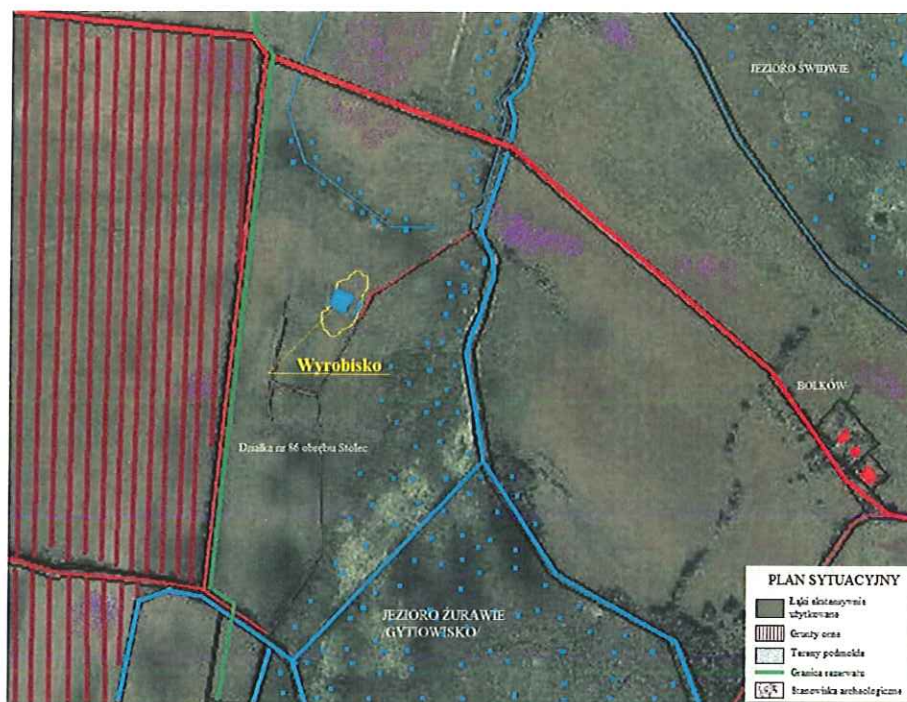 JEZIORO ŚWIDWIE
Wyrobisko
BOLKÓW
Działka nr 86 obrębu Stolec
JEZIORO ŻURAWIE
/GYTIOWISKO/
PLAN SYTUACYJNY
Łąki ekstensywnie
użytkowane
Grunty orne
Tereny podmokłe
Granica rezerwatu
Stanowiska archeologiczne